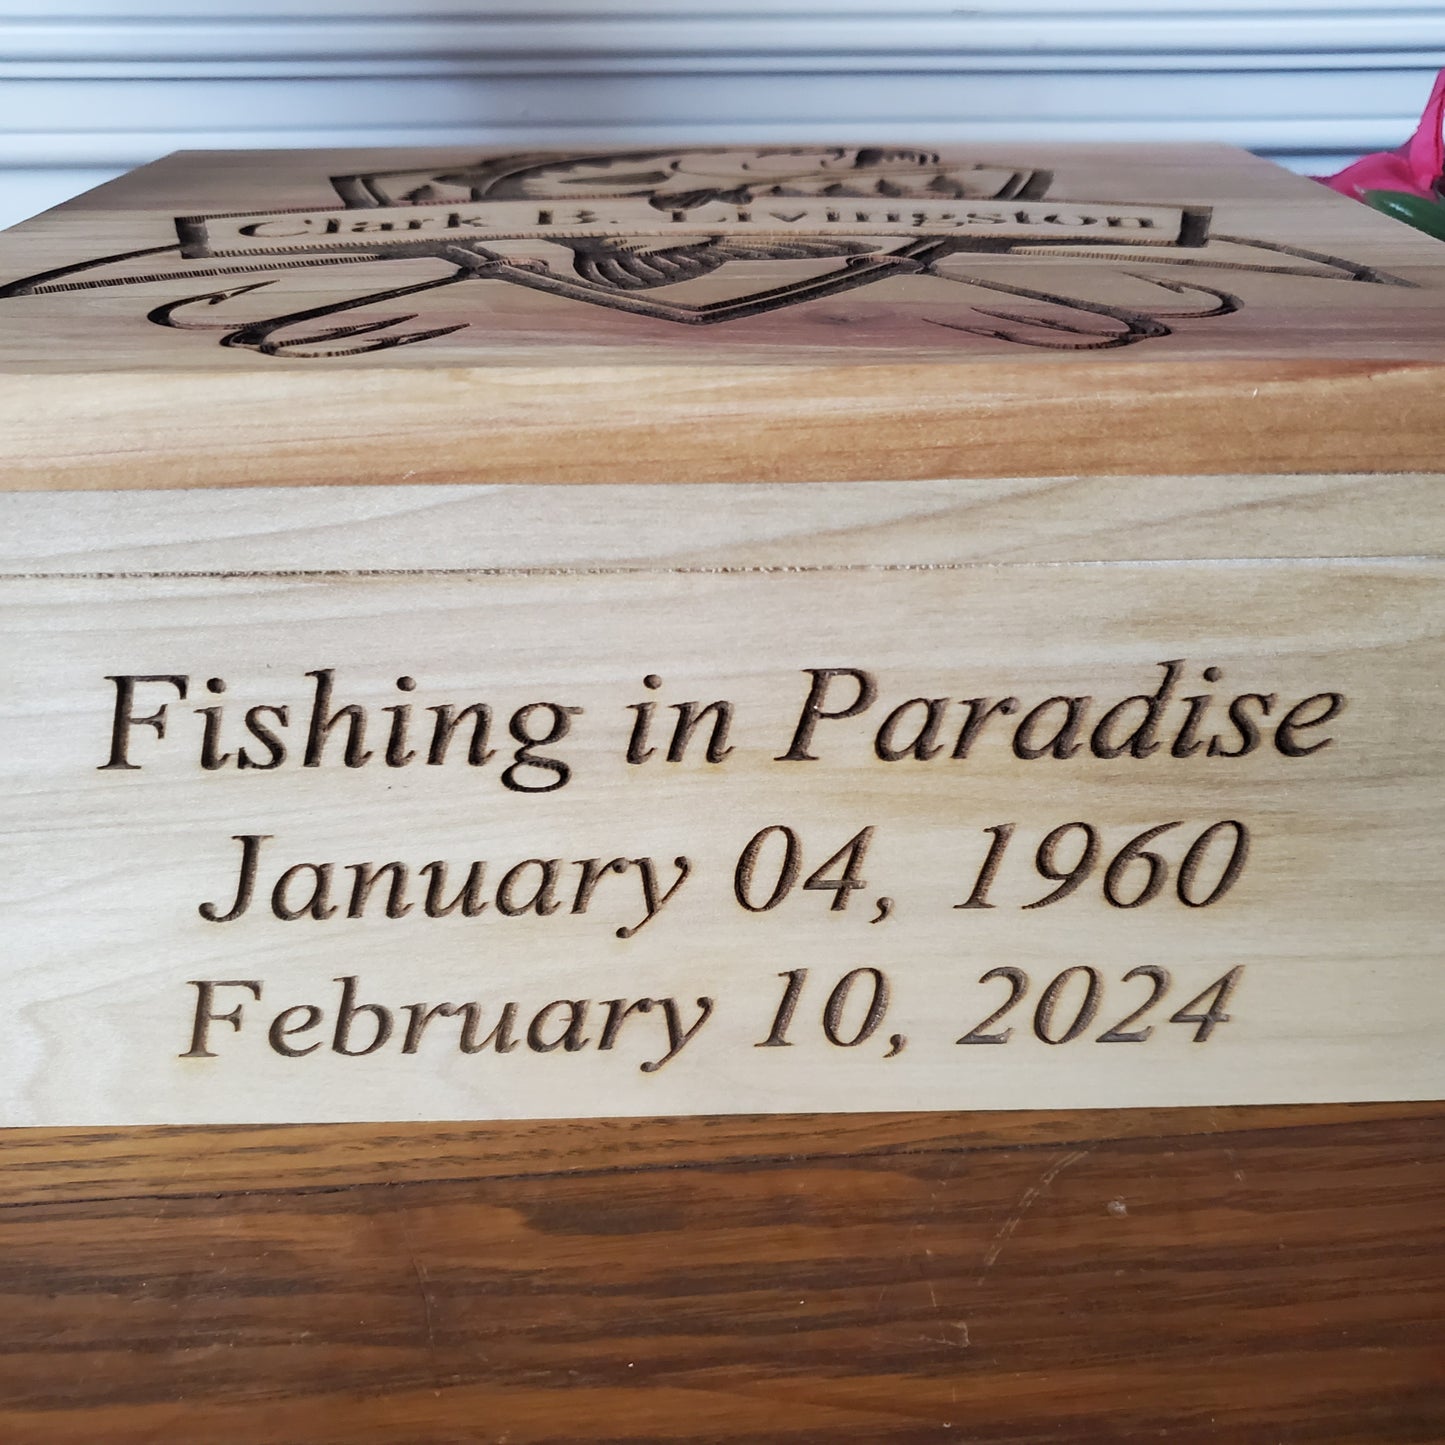 Clark B. Livingston
Fishing in Paradise
January 04, 1960
February 10, 2024